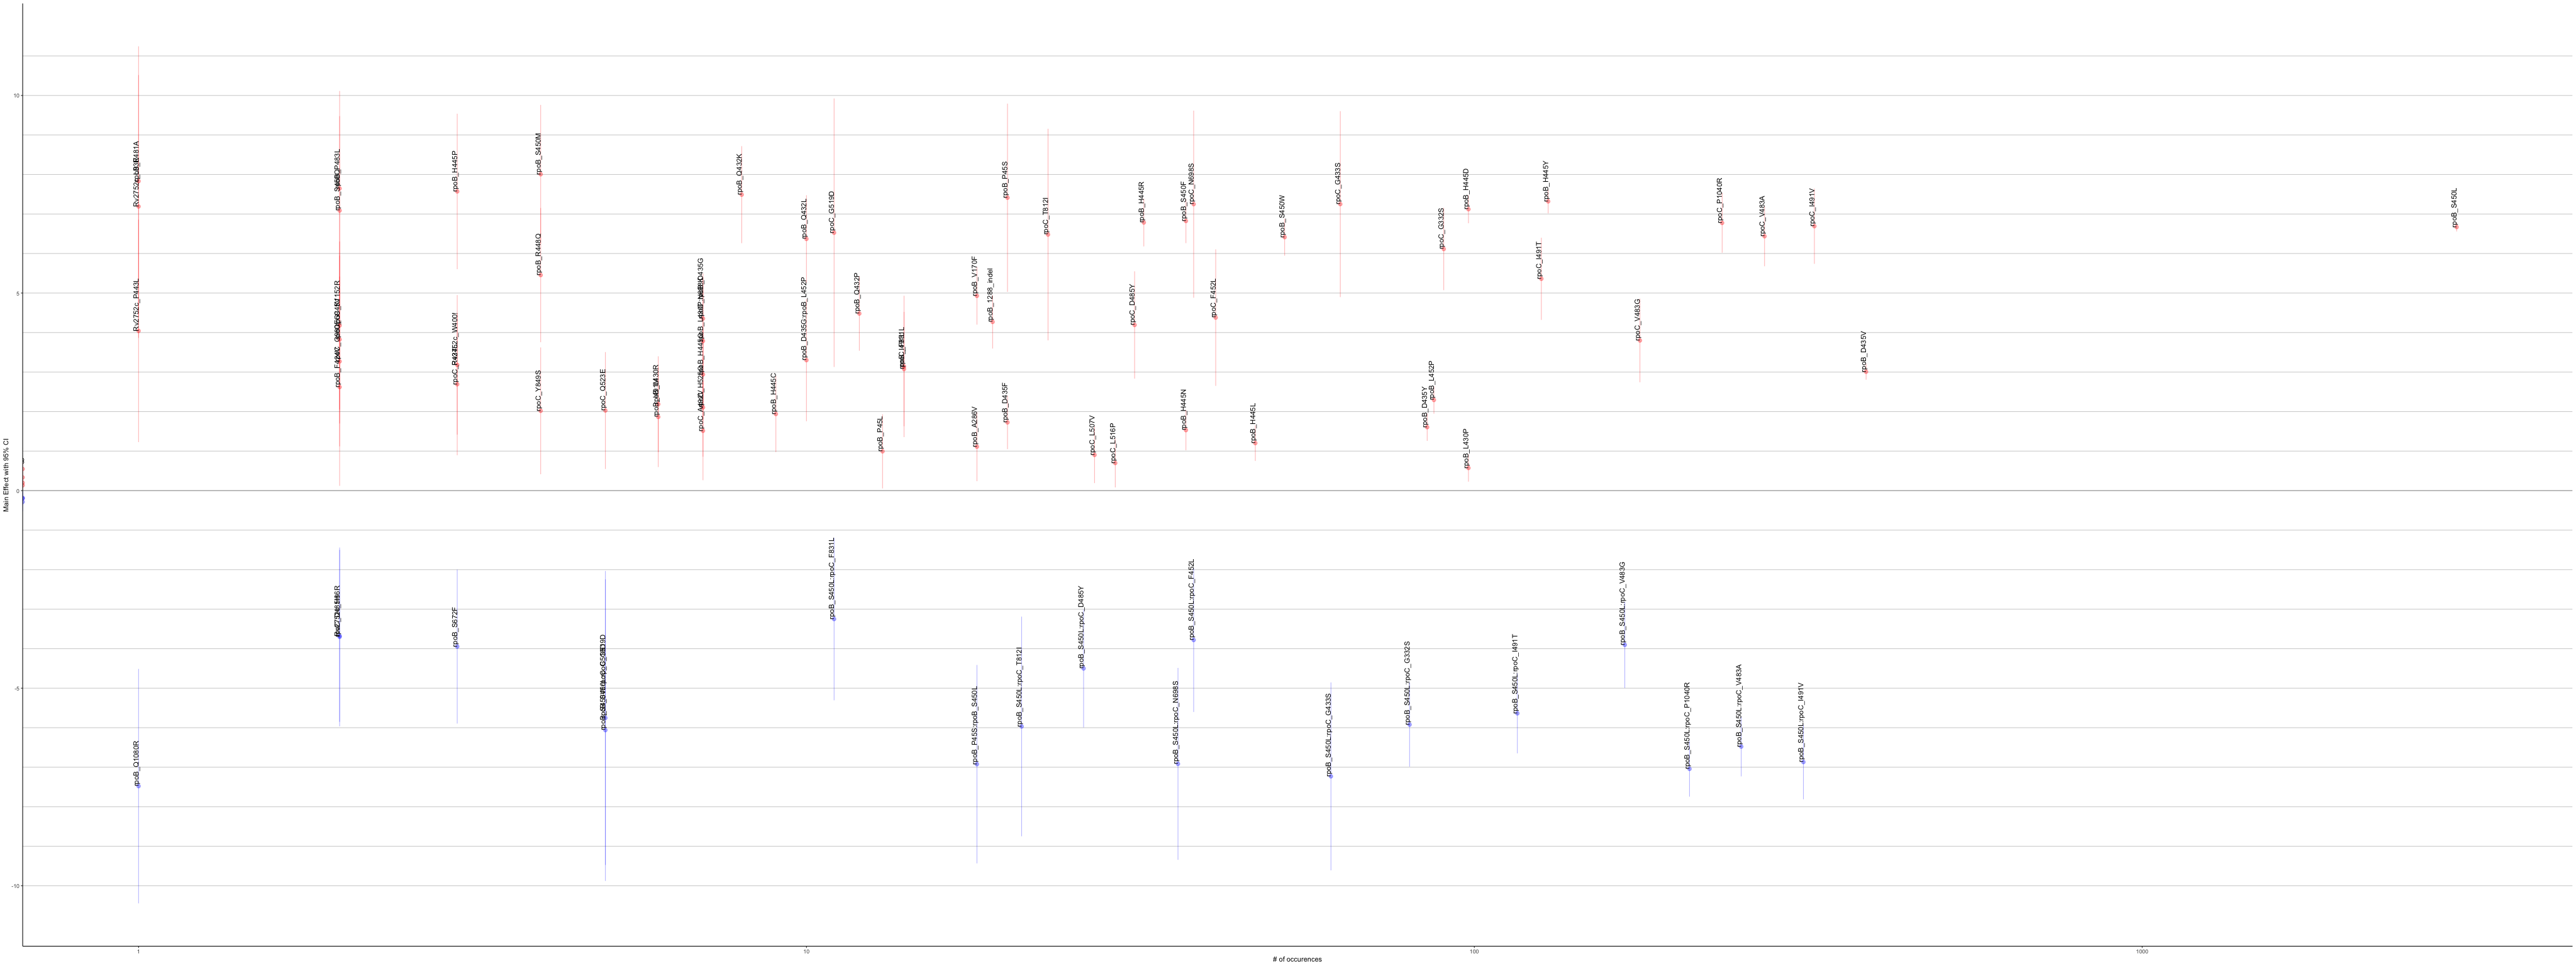 Main Effect with 95% CI
10
5
0
-5
-10
Rv2752c_P443L
rpoB_H445P
rpoB_S450M
rpoB_R448Q
rpoC_Y849S
rpoC_Q523E
rpoB_Q432K
rpoB_H445C
rpoB_Q432L
rpoB_D435G:rpoB_L452P
rpoC_G519D
rpoB_Q432P
rpoB_P45L
rpoB_V170F
rpoB_1288_indel
rpoB_A286V
rpoB_P45S
rpoB_D435F
rpoC_T812I
rpoC_L507V
rpoC_L516P
rpoC_D485Y
rpoB_H445R
rpoB_S450F
rpoC_N698S
rpoB_H445N
rpoC_F452L
rpoB_H445L
rpoB_S450W
rpoC_G433S
rpoC_G332S
rpoB_D435Y
rpoB_L452P
rpoB_H445D
rpoB_L430P
rpoB_H445Y
rpoC_I491T
rpoC_V483G
rpoC_P1040R
rpoC_V483A
rpoC_I491V
rpoB_D435V
rpoB_S450L
rpoB_Q1080R
rpoB_S672F
rpoB_S450L:rpoC_F831L
rpoB_P45S:rpoB_S450L
rpoB_S450L:rpoC_T812I
rpoB_S450L:rpoC_D485Y
rpoB_S450L:rpoC_N698S
rpoB_S450L:rpoC_F452L
rpoB_S450L:rpoC_G433S
rpoB_S450L:rpoC_G332S
rpoB_S450L:rpoC_I491T
rpoB_S450L:rpoC_V483G
rpoB_S450L:rpoC_P1040R
rpoB_S450L:rpoC_V483A
rpoB_S450L:rpoC_I491V
1
10
100
1000
# of occurences